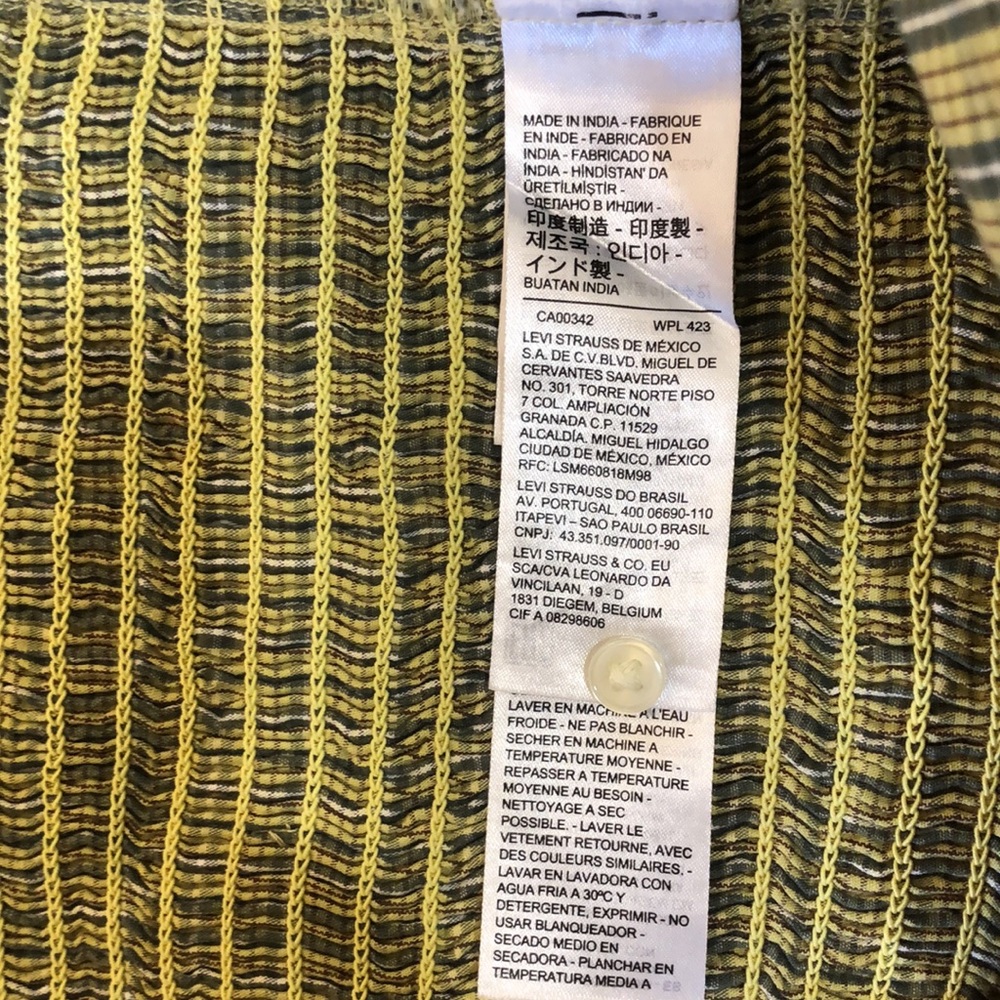 MADE IN INDIA - FABRIQUE
EN INDE - FABRICADO EN
INDIA - FABRICADO NA
İNDIA - HİNDİSTAN' DA
ÜRETİLMİŞTİR -
СДЕЛАНО В ИНДИИ -
印度制造 - 印度製 -
제조국 : 인디아 -
インド製 -
BUATAN INDIA
CA00342 WPL 423
LEVI STRAUSS DE MÉXICO
S.A. DE C.V.BLVD. MIGUEL DE
CERVANTES SAAVEDRA
NO. 301, TORRE NORTE PISO
7 COL. AMPLIACIÓN
GRANADA C.P. 11529
ALCALDÍA. MIGUEL HIDALGO
CIUDAD DE MÉXICO, MÉXICO
RFC: LSM660818M98
LEVI STRAUSS DO BRASIL
AV. PORTUGAL, 400 06690-110
ITAPEVI – SAO PAULO BRASIL
CNPJ: 43.351.097/0001-90
LEVI STRAUSS & CO. EU
SCA/CVA LEONARDO DA
VINCILAAN, 19 - D
1831 DIEGEM, BELGIUM
CIF A 08298606
LAVER EN MACHINE A L'EAU
FROIDE - NE PAS BLANCHIR -
SECHER EN MACHINE A
TEMPERATURE MOYENNE -
REPASSER A TEMPERATURE
MOYENNE AU BESOIN -
NETTOYAGE A SEC
POSSIBLE. - LAVER LE
VETEMENT RETOURNE, AVEC
DES COULEURS SIMILAIRES. -
LAVAR EN LAVADORA CON
AGUA FRIA A 30ºC Y
DETERGENTE, EXPRIMIR - NO
USAR BLANQUEADOR -
SECADO MEDIO EN
SECADORA - PLANCHAR EN
TEMPERATURA MEDIA A